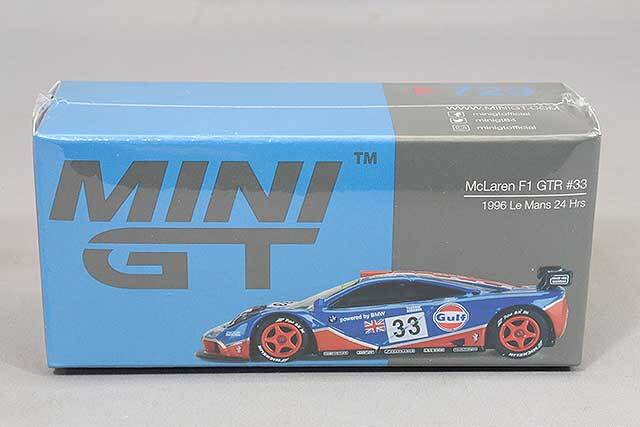 729
WWW.MINIGT.COM
minigtofficial
minigt64
minigtofficial
MINI GT™
McLaren F1 GTR #33
1996 Le Mans 24 Hrs
powered by BMW
33
Gulf